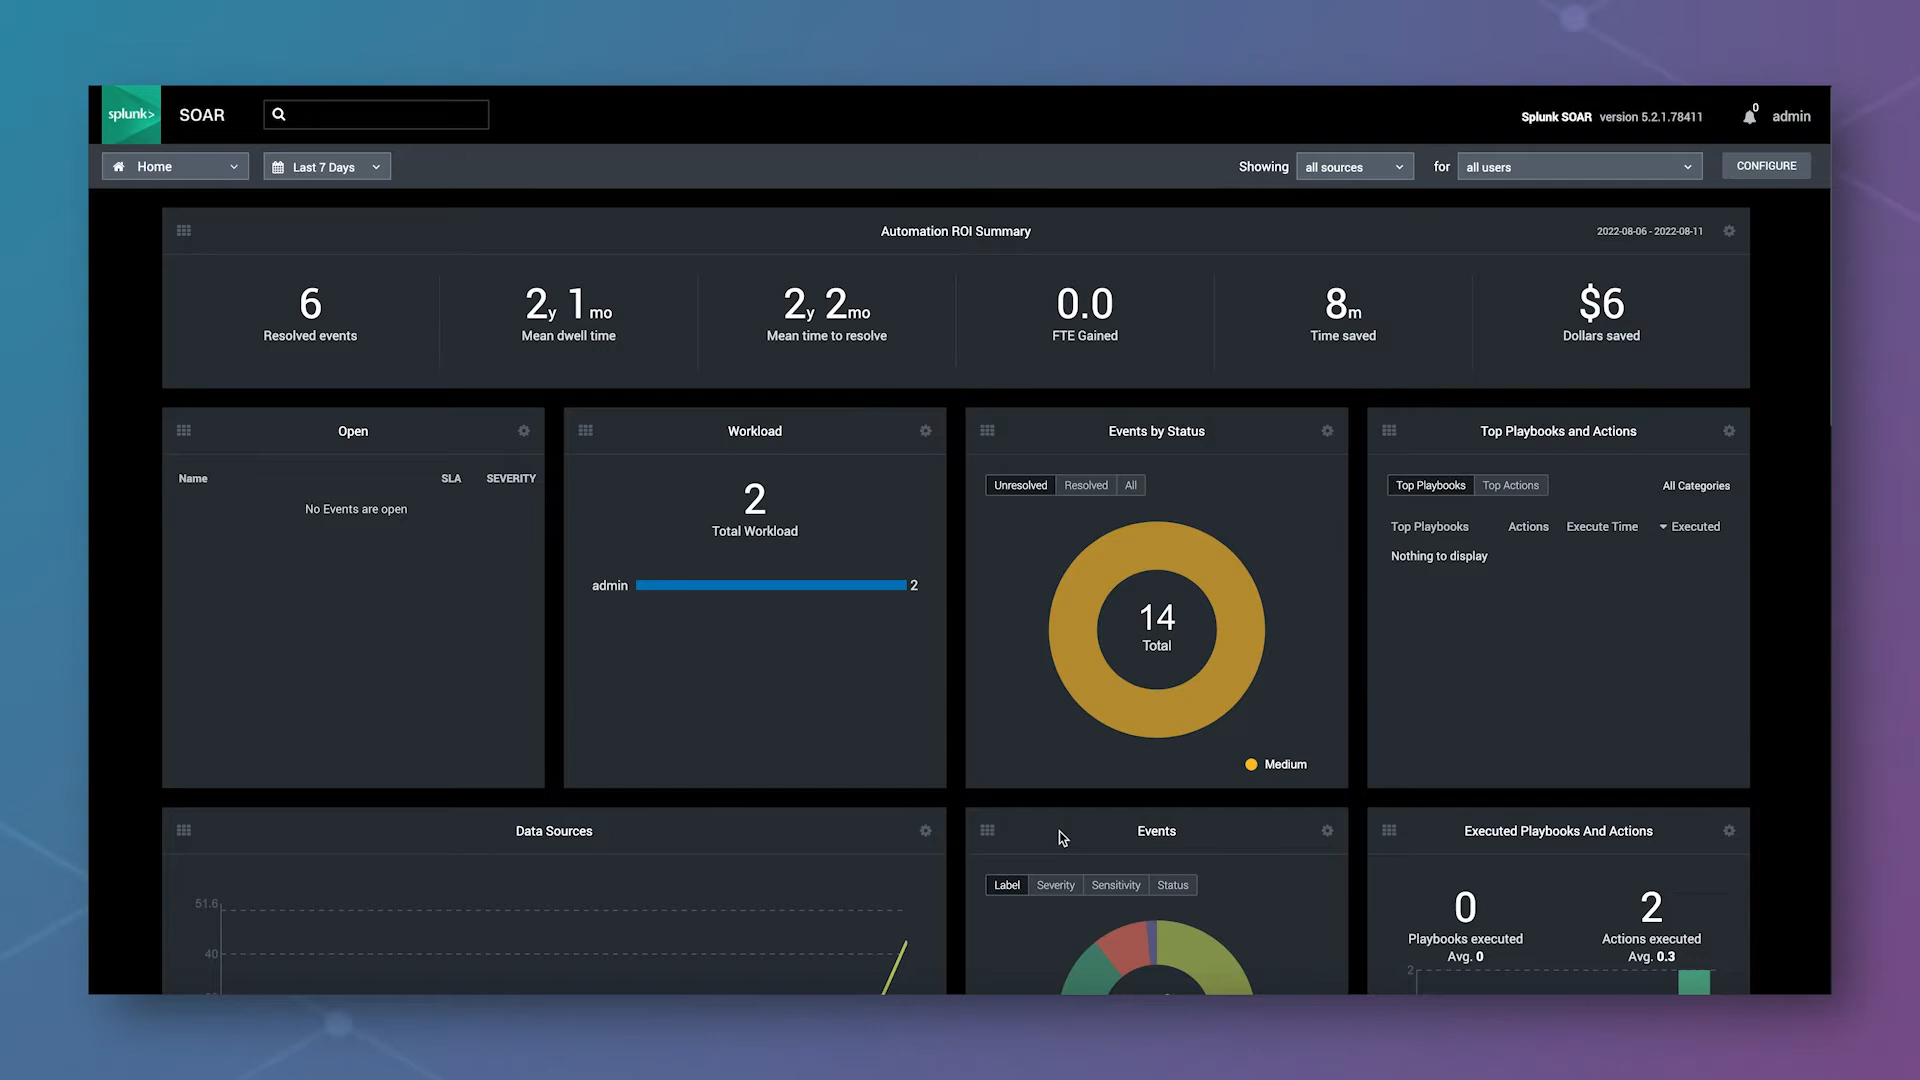 splunk>
SOAR
Splunk SOAR version 5.2.1.78411
0
admin
Home
Last 7 Days
Showing
all sources
for
all users
CONFIGURE
Automation ROI Summary
2022-08-06 - 2022-08-11
6
Resolved events
2y 1mo
Mean dwell time
2y 2mo
Mean time to resolve
0.0
FTE Gained
8m
Time saved
$6
Dollars saved
Open
Name SLA SEVERITY
No Events are open
Workload
2
Total Workload
admin 2
Events by Status
Unresolved Resolved All
14
Total
Medium
Top Playbooks and Actions
Top Playbooks Top Actions All Categories
Top Playbooks Actions Execute Time Executed
Nothing to display
Data Sources
51.6
40
Events
Label Severity Sensitivity Status
Executed Playbooks And Actions
0
Playbooks executed
Avg. 0
2
Actions executed
Avg. 0.3
2